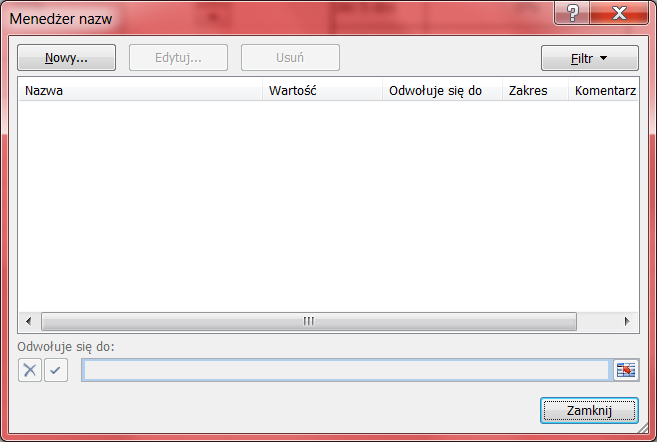 Menedżer nazw
Nowy... Edytuj... Usuń Filtr
Nazwa Wartość Odwołuje się do Zakres Komentarz
Odwołuje się do:
Zamknij